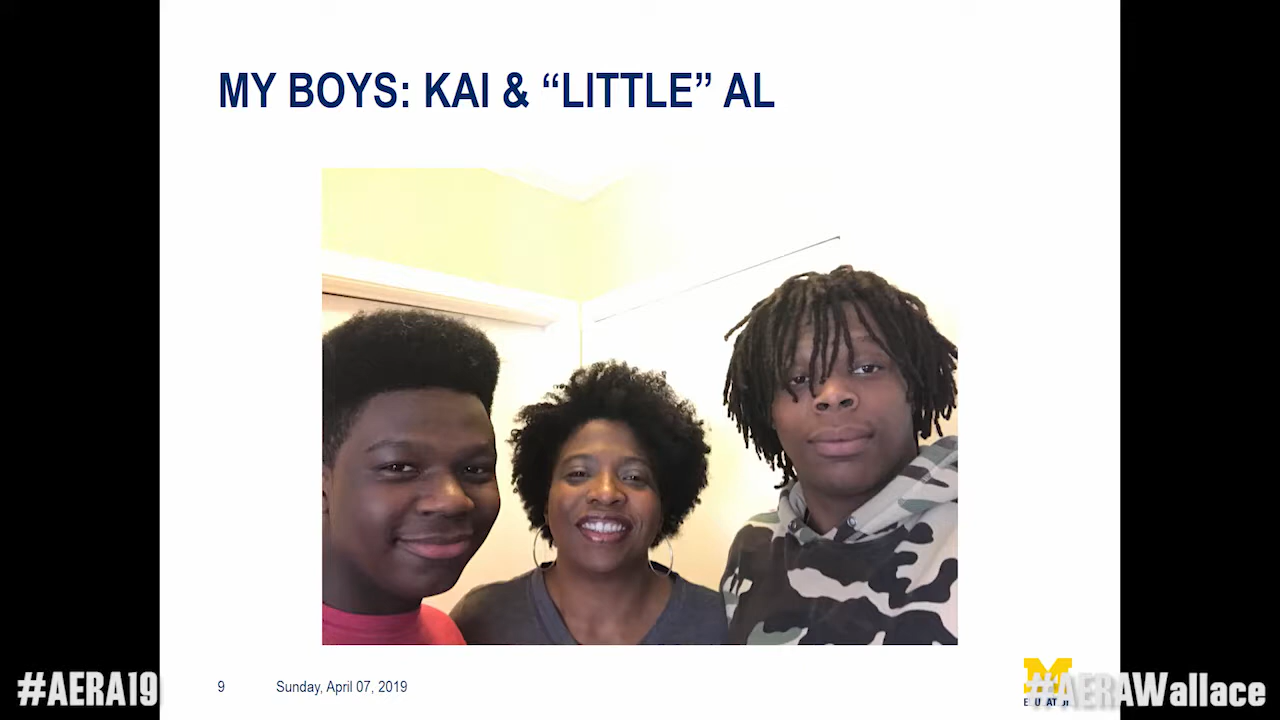 MY BOYS: KAI & “LITTLE” AL
#AERA19
9
Sunday, April 07, 2019
M
#AERAWallace